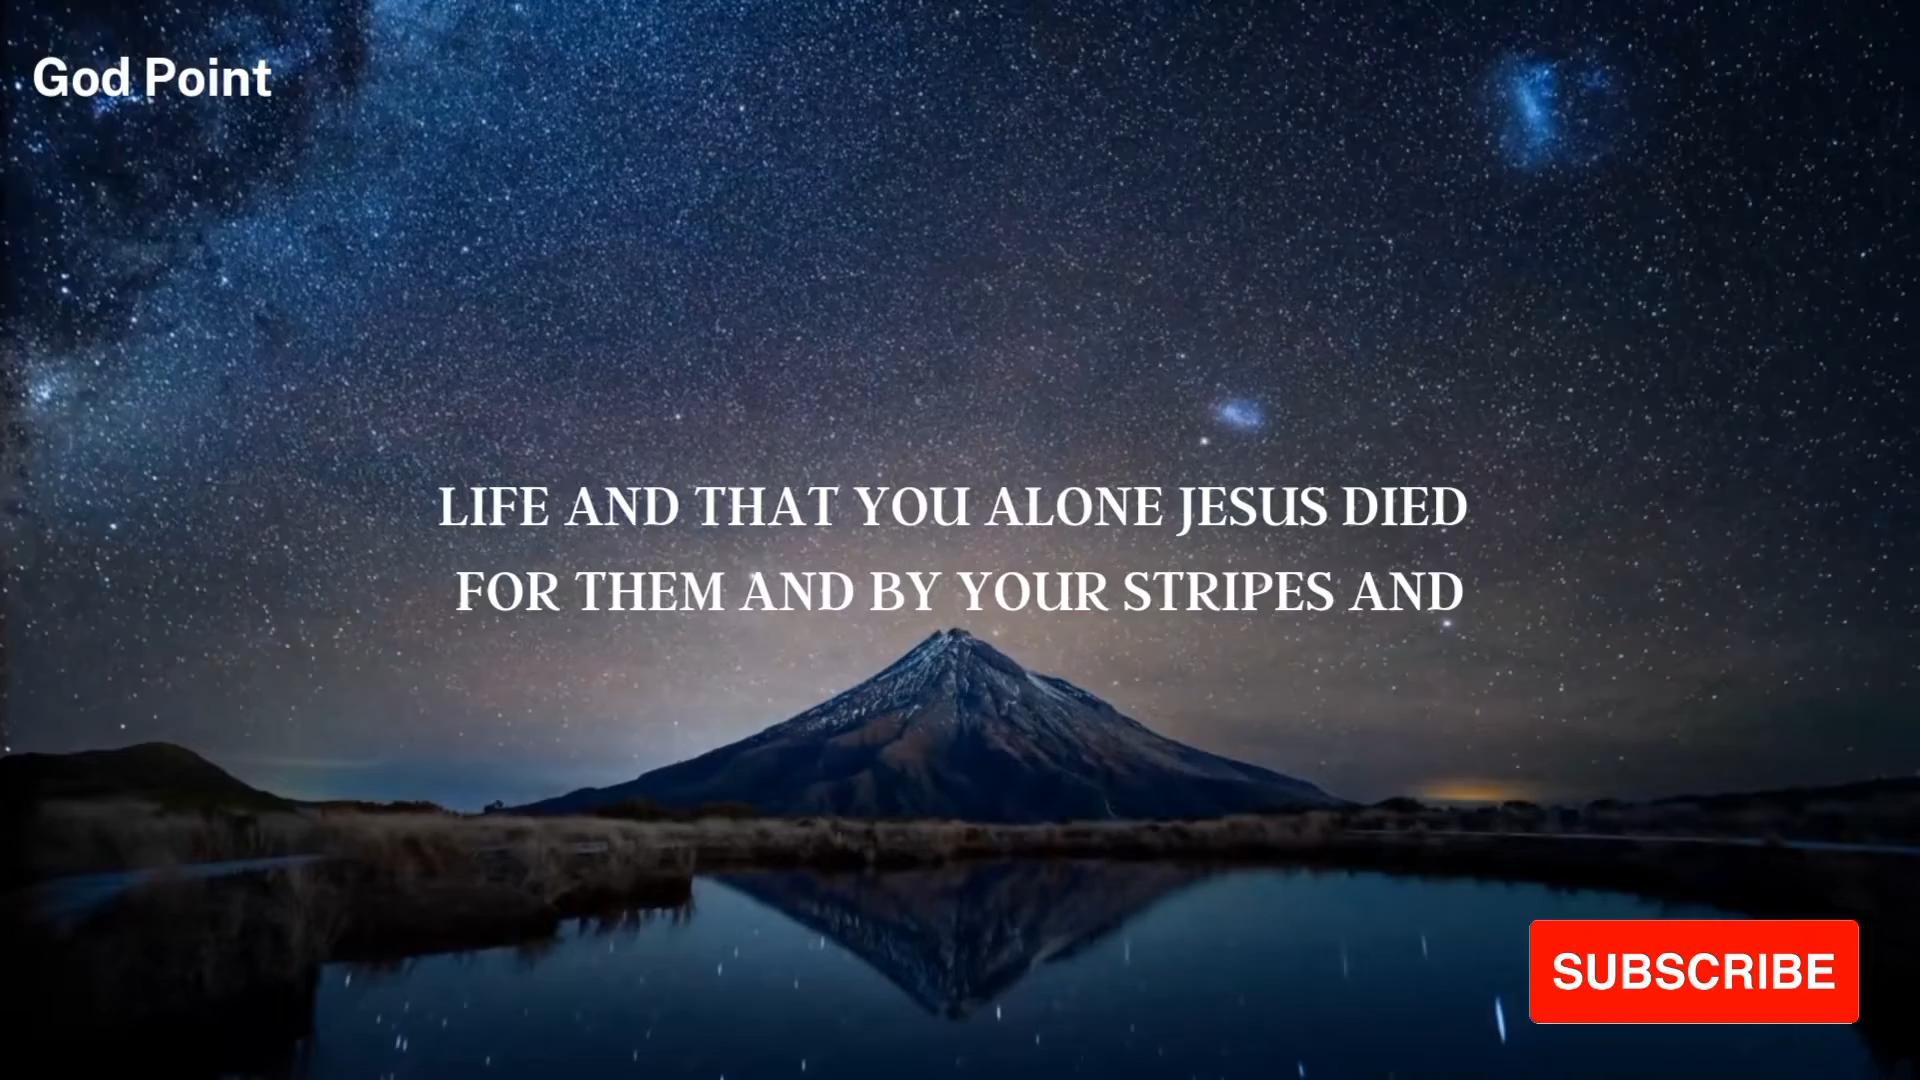 God Point
LIFE AND THAT YOU ALONE JESUS DIED
FOR THEM AND BY YOUR STRIPES AND
SUBSCRIBE